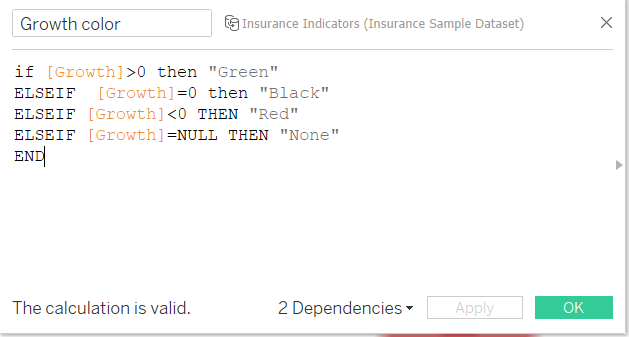 Growth color
Insurance Indicators (Insurance Sample Dataset)
if [Growth]>0 then "Green"
ELSEIF  [Growth]=0 then "Black"
ELSEIF [Growth]<0 THEN "Red"
ELSEIF [Growth]=NULL THEN "None"
END
The calculation is valid.
2 Dependencies
Apply
OK